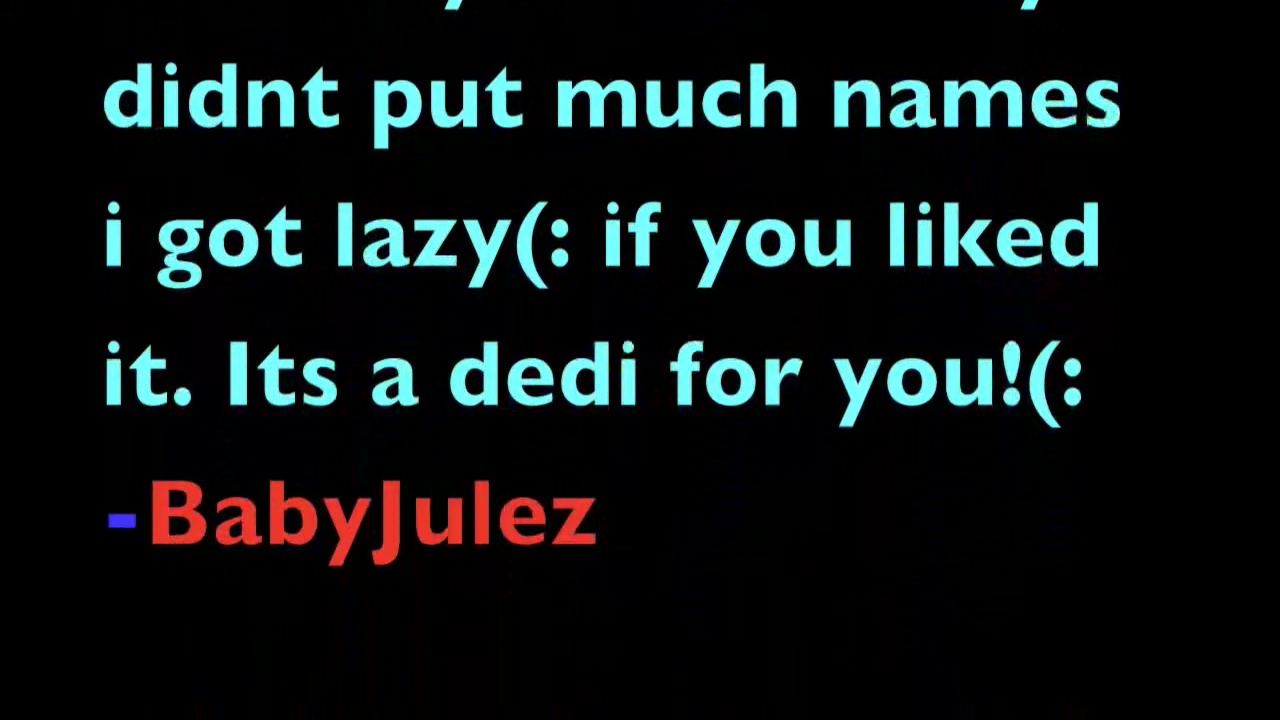 didnt put much names
i got lazy(: if you liked
it. Its a dedi for you!(:
-BabyJulez